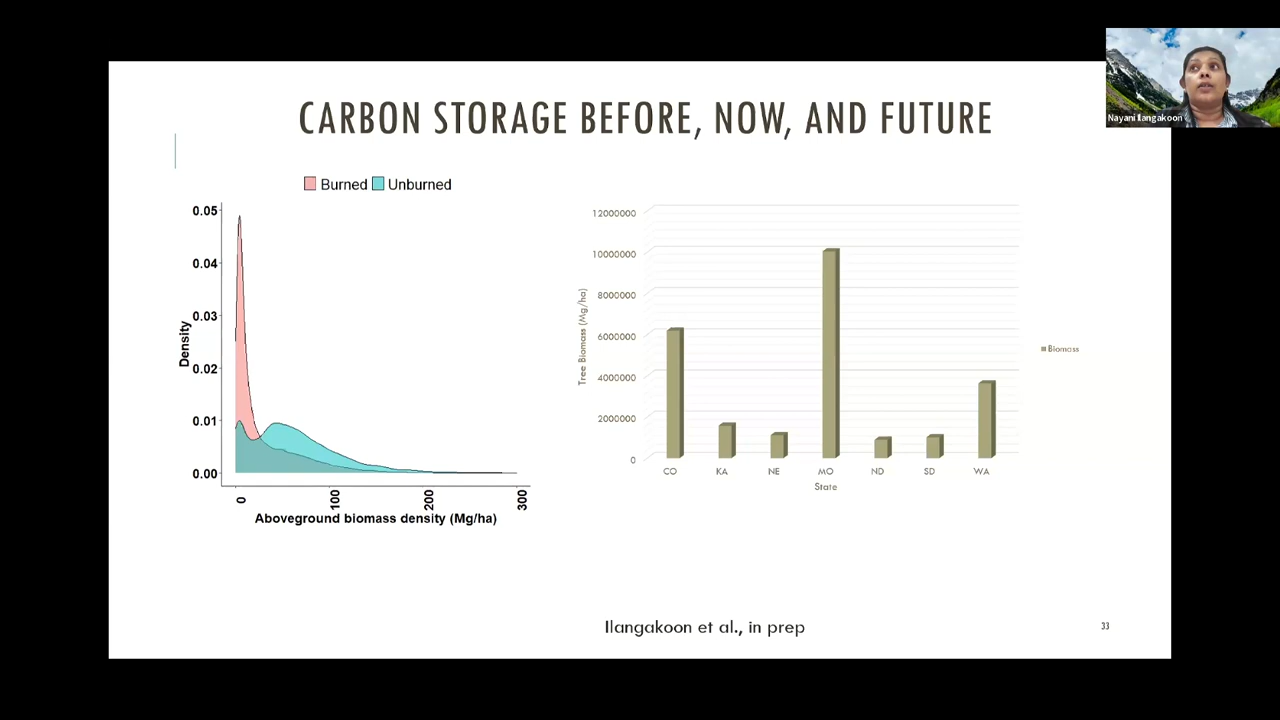 CARBON STORAGE BEFORE, NOW, AND FUTURE
Nayani Ilangakoon
Burned Unburned
0.05
0.04
0.03
0.02
0.01
0.00
Density
0 100 200 300
Aboveground biomass density (Mg/ha)
12000000
10000000
8000000
6000000
4000000
2000000
0
Tree Biomass (Mg/ha)
CO KA NE MO ND SD WA
State
Biomass
Ilangakoon et al., in prep
33